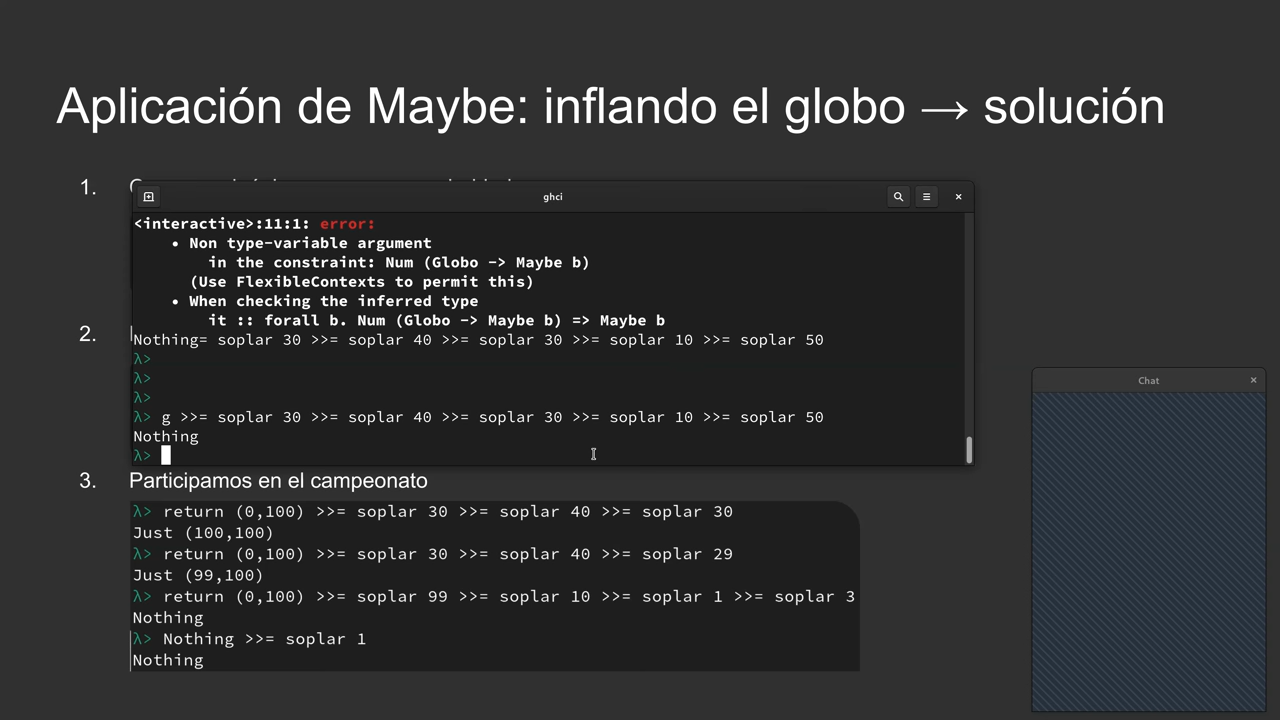 Aplicación de Maybe: inflando el globo → solución
1.
ghci
<interactive>:11:1: error:
• Non type-variable argument
in the constraint: Num (Globo -> Maybe b)
(Use FlexibleContexts to permit this)
• When checking the inferred type
it :: forall b. Num (Globo -> Maybe b) => Maybe b
2.
Nothing= soplar 30 >>= soplar 40 >>= soplar 30 >>= soplar 10 >>= soplar 50
λ>
λ>
λ>
λ> g >>= soplar 30 >>= soplar 40 >>= soplar 30 >>= soplar 10 >>= soplar 50
Nothing
λ>
Chat
3. Participamos en el campeonato
λ> return (0,100) >>= soplar 30 >>= soplar 40 >>= soplar 30
Just (100,100)
λ> return (0,100) >>= soplar 30 >>= soplar 40 >>= soplar 29
Just (99,100)
λ> return (0,100) >>= soplar 99 >>= soplar 10 >>= soplar 1 >>= soplar 3
Nothing
λ> Nothing >>= soplar 1
Nothing